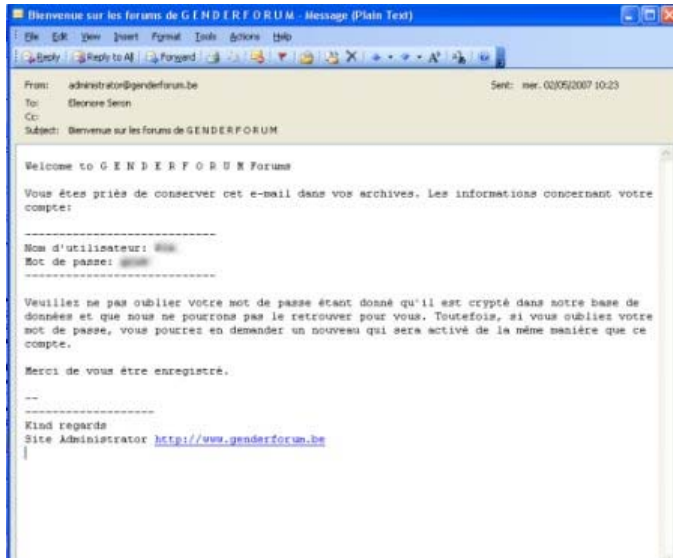 Bienvenue sur les forums de G E N D E R F O R U M - Message (Plain Text)
File Edit View Insert Format Tools Actions Help
Reply Reply to All Forward
From: administrator@genderforum.be Sent: mer. 02/05/2007 10:23
To: Eleonore Seron
Cc:
Subject: Bienvenue sur les forums de G E N D E R F O R U M
Welcome to G E N D E R F O R U M Forums
Vous êtes priés de conserver cet e-mail dans vos archives. Les informations concernant votre
compte:
----------------------------
Nom d'utilisateur:
Mot de passe:
----------------------------
Veuillez ne pas oublier votre mot de passe étant donné qu'il est crypté dans notre base de
données et que nous ne pourrons pas le retrouver pour vous. Toutefois, si vous oubliez votre
mot de passe, vous pourrez en demander un nouveau qui sera activé de la même manière que ce
compte.
Merci de vous être enregistré.
--
-------------------
Kind regards
Site Administrator http://www.genderforum.be